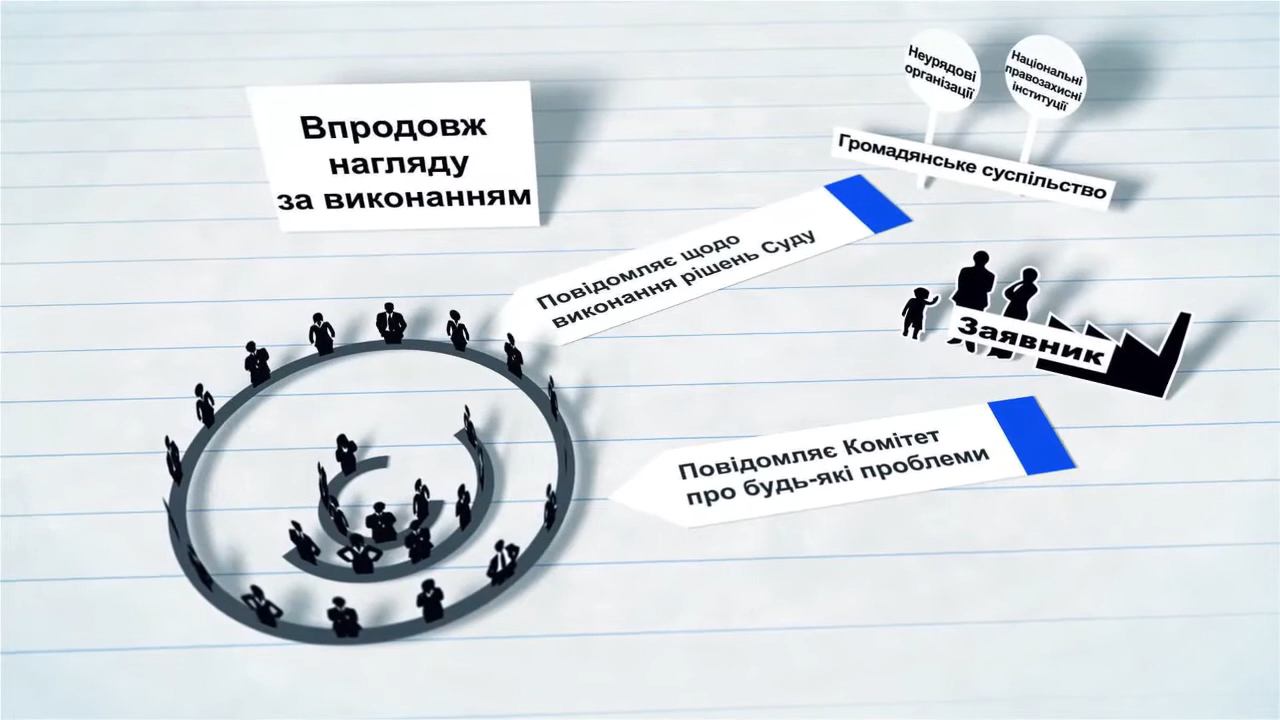 Впродовж
нагляду
за виконанням
Неурядові
організації
Національні
правозахисні
інституції
Громадянське суспільство
Повідомляє щодо
виконання рішень Суду
Заявник
Повідомляє Комітет
про будь-які проблеми